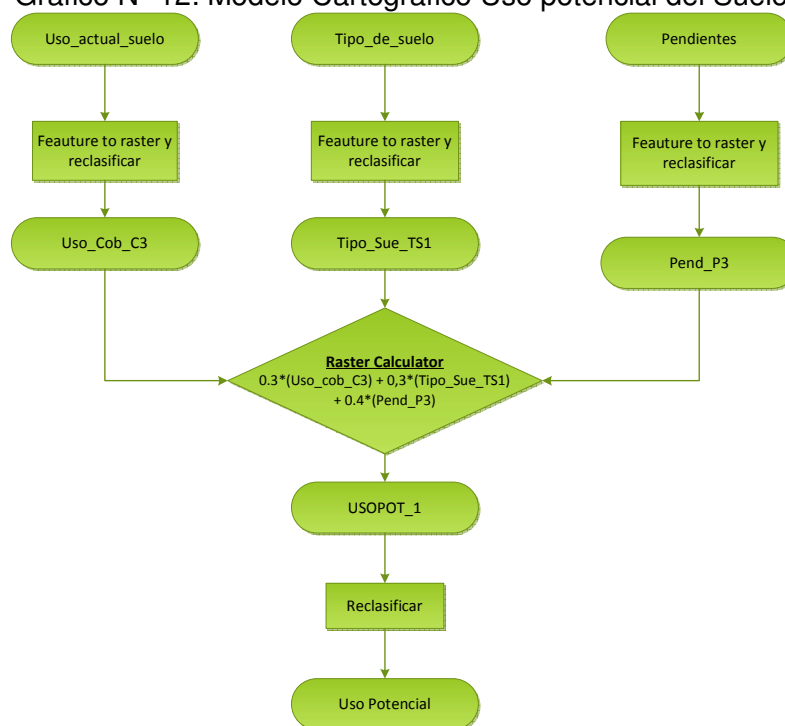 Gráfico N° 12. Modelo Cartográfico Uso potencial del Suelo
Uso_actual_suelo
Tipo_de_suelo
Pendientes
Feauture to raster y
reclasificar
Feauture to raster y
reclasificar
Feauture to raster y
reclasificar
Uso_Cob_C3
Tipo_Sue_TS1
Pend_P3
Raster Calculator
0.3*(Uso_cob_C3) + 0,3*(Tipo_Sue_TS1)
+ 0.4*(Pend_P3)
USOPOT_1
Reclasificar
Uso Potencial